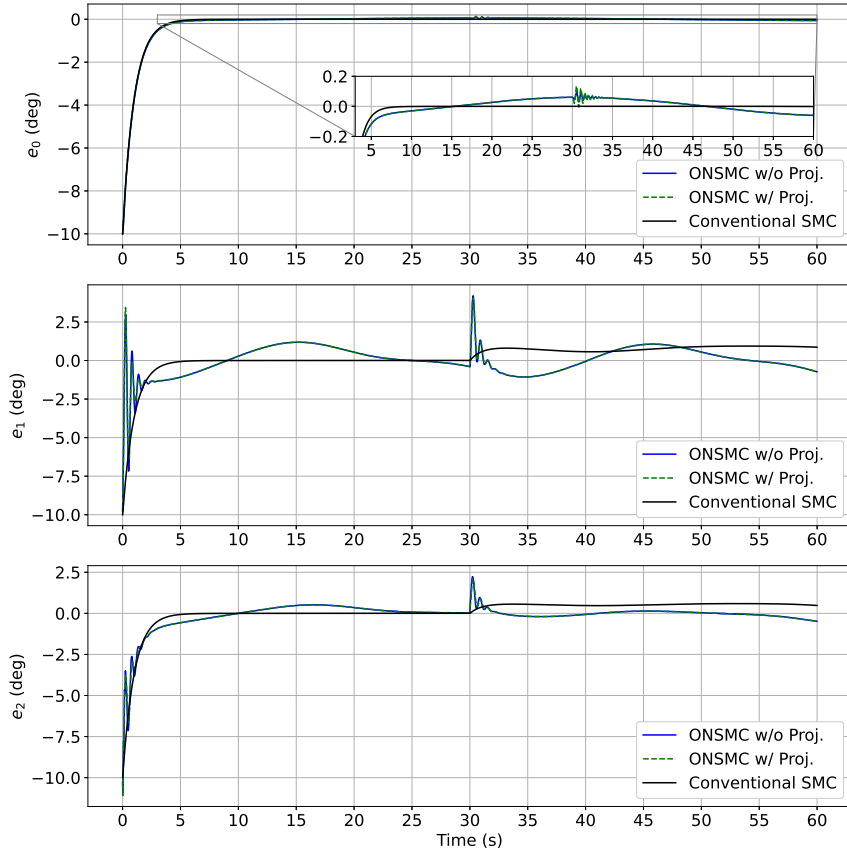 0
−2
−4
−6
−8
−10
e0 (deg)
0.2
0.0
−0.2
5 10 15 20 25 30 35 40 45 50 55 60
ONSMC w/o Proj.
ONSMC w/ Proj.
Conventional SMC
0 5 10 15 20 25 30 35 40 45 50 55 60
2.5
0.0
−2.5
−5.0
−7.5
−10.0
e1 (deg)
ONSMC w/o Proj.
ONSMC w/ Proj.
Conventional SMC
0 5 10 15 20 25 30 35 40 45 50 55 60
2.5
0.0
−2.5
−5.0
−7.5
−10.0
e2 (deg)
ONSMC w/o Proj.
ONSMC w/ Proj.
Conventional SMC
0 5 10 15 20 25 30 35 40 45 50 55 60
Time (s)